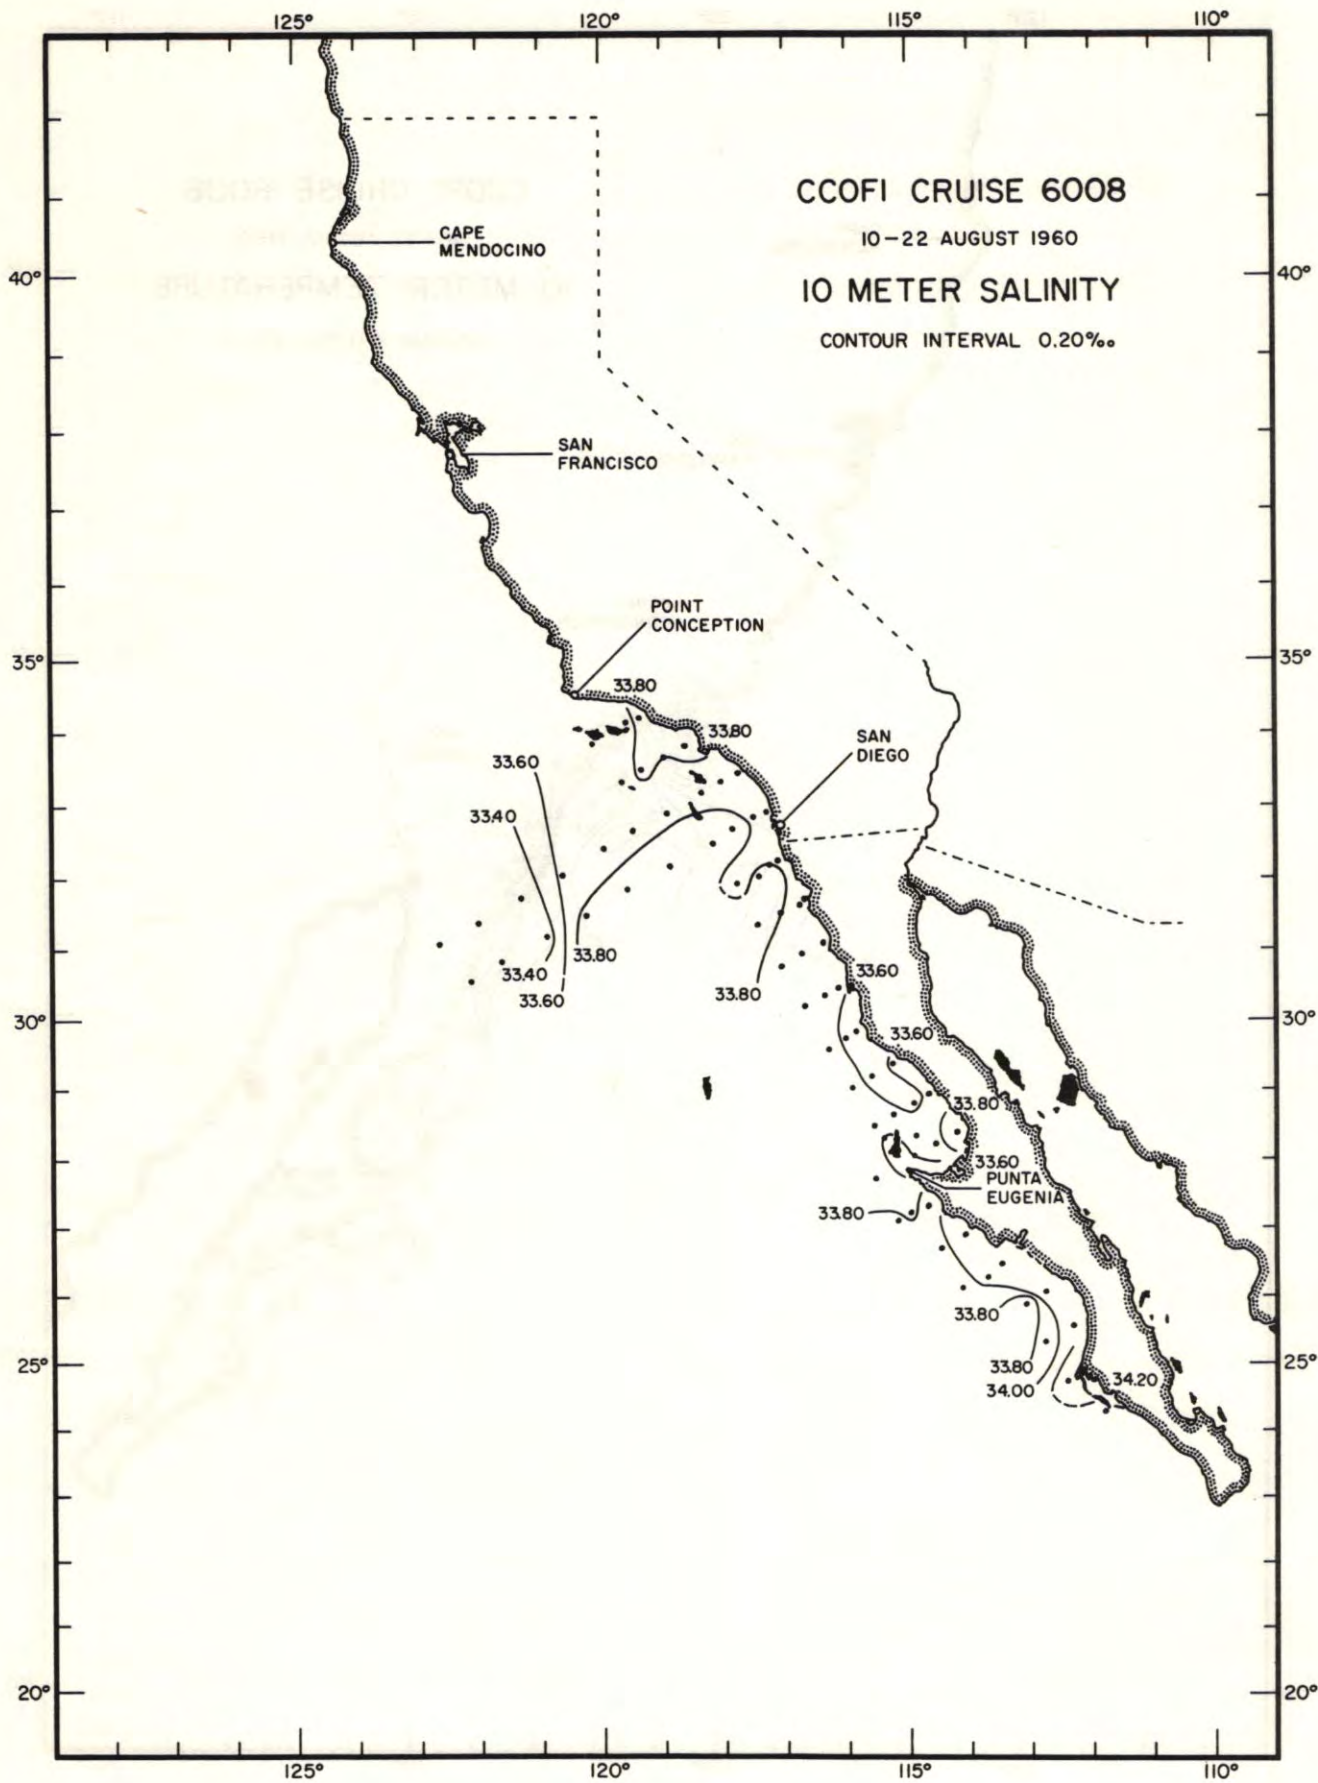 125° 120° 115° 110°
CCOFI CRUISE 6008
10-22 AUGUST 1960
10 METER SALINITY
CONTOUR INTERVAL 0.20‰
CAPE
MENDOCINO
40° 40°
SAN
FRANCISCO
POINT
CONCEPTION
35° 35°
33.80
33.80
SAN
DIEGO
33.60
33.40
33.80
33.40
33.60
33.80
33.60
30° 30°
33.60
33.80
33.60
PUNTA
EUGENIA
33.80
33.80
33.80
34.00
34.20
25° 25°
20° 20°
125° 120° 115° 110°